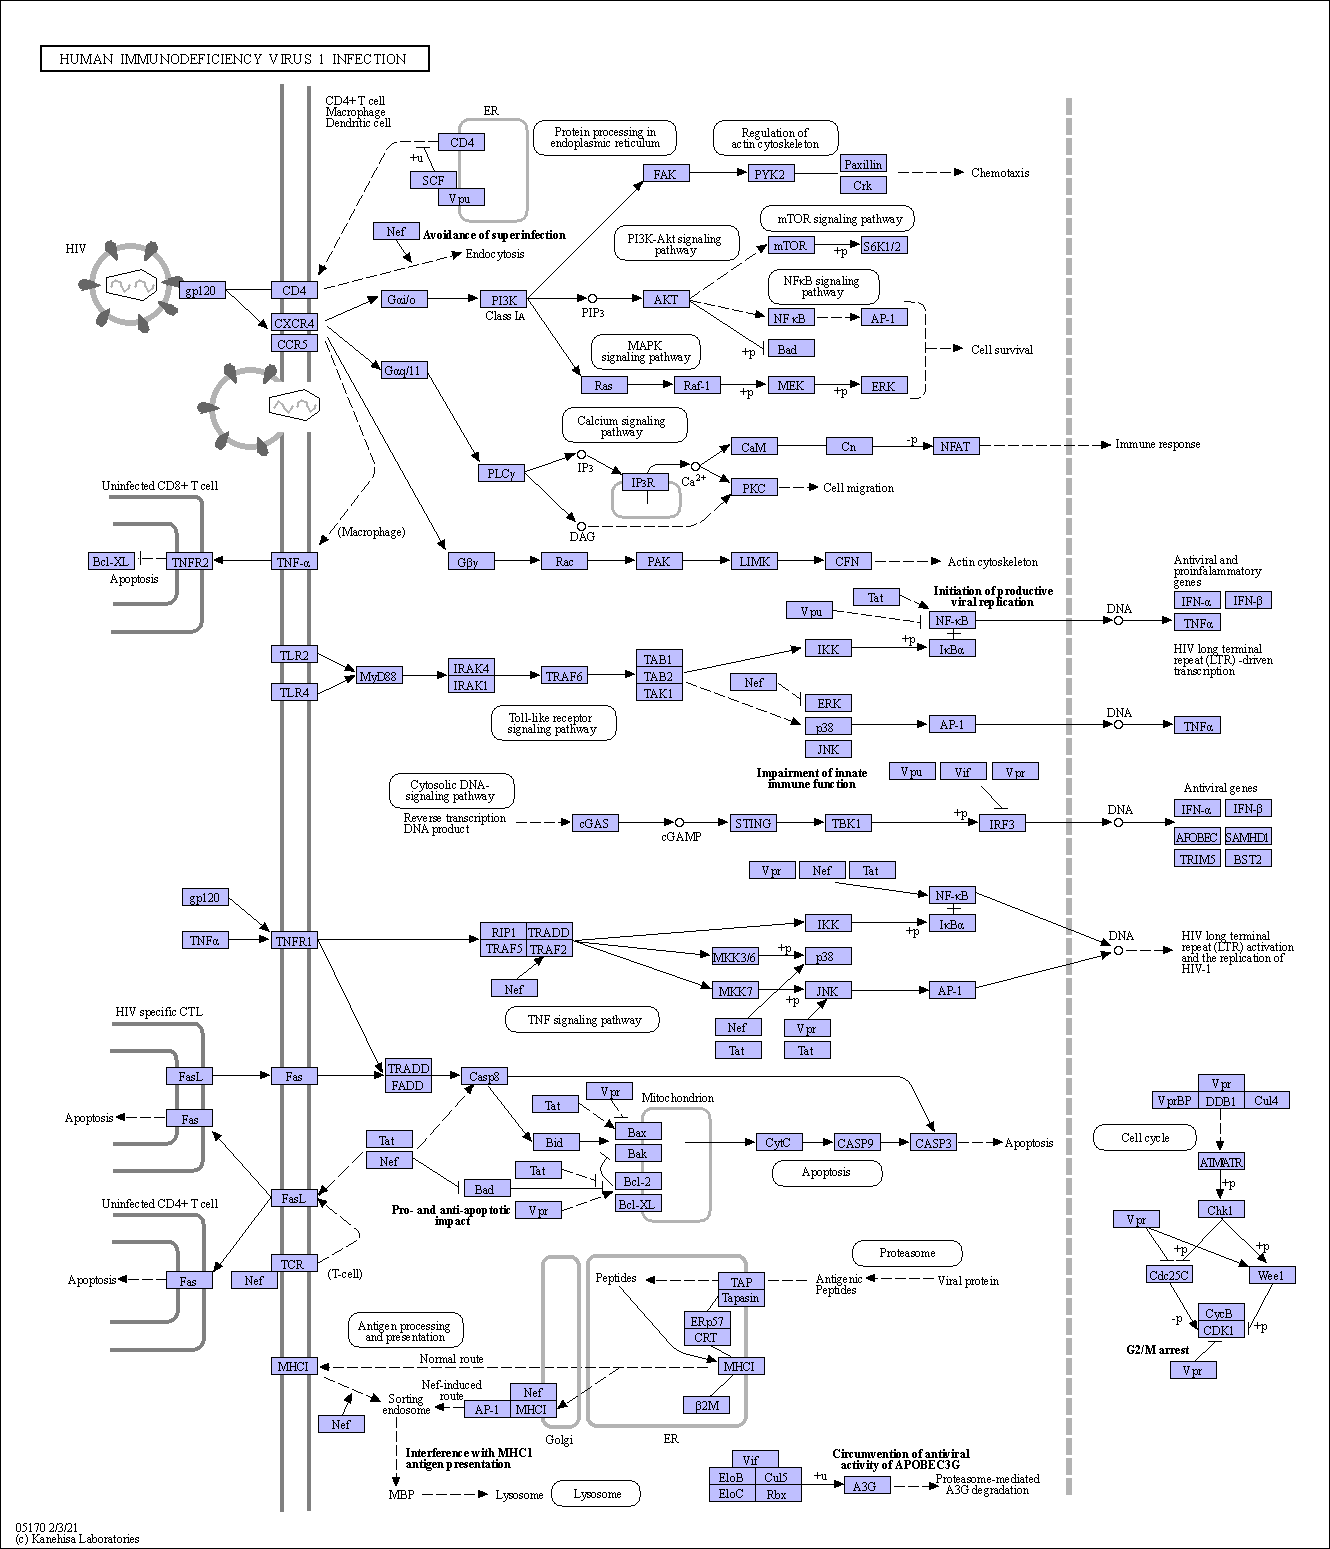 HUMAN IMMUNODEFICIENCY VIRUS 1 INFECTION
CD4+ T cell
Macrophage
Dendritic cell
ER
CD4
+u
SCF
Vpu
Protein processing in
endoplasmic reticulum
Regulation of
actin cytoskeleton
FAK
PYK2
Paxillin
Crk
Chemotaxis
HIV
Nef
Avoidance of superinfection
Endocytosis
PI3K-Akt signaling
pathway
mTOR signaling pathway
mTOR
+p
S6K1/2
gp120
CD4
CXCR4
CCR5
Gαi/o
PI3K
Class IA
PIP3
AKT
NFκB signaling
pathway
NFκB
AP-1
+p
Bad
Cell survival
MAPK
signaling pathway
Gαq/11
Ras
Raf-1
+p
MEK
+p
ERK
Calcium signaling
pathway
PLCγ
IP3
IP3R
Ca2+
DAG
CaM
Cn
-p
NFAT
Immune response
PKC
Cell migration
Uninfected CD8+ T cell
(Macrophage)
Bcl-XL
TNFR2
TNF-α
Apoptosis
Gβγ
Rac
PAK
LIMK
CFN
Actin cytoskeleton
Antiviral and
proinfalammatory
genes
IFN-α
IFN-β
TNFα
HIV long terminal
repeat (LTR) -driven
transcription
Initiation of productive
viral replication
Tat
Vpu
NF-κB
DNA
TLR2
TLR4
MyD88
IRAK4
IRAK1
TRAF6
TAB1
TAB2
TAK1
IKK
+p
IκBα
Nef
ERK
p38
JNK
AP-1
DNA
TNFα
Toll-like receptor
signaling pathway
Impairment of innate
immune function
Vpu
Vif
Vpr
Cytosolic DNA-
signaling pathway
Reverse transcription
DNA product
cGAS
cGAMP
STING
TBK1
+p
IRF3
DNA
Antiviral genes
IFN-α
IFN-β
APOBEC
SAMHD1
TRIM5
BST2
gp120
TNFα
TNFR1
RIP1
TRADD
TRAF5
TRAF2
Nef
Vpr
Nef
Tat
NF-κB
IKK
+p
IκBα
MKK3/6
+p
p38
MKK7
+p
JNK
AP-1
DNA
HIV long terminal
repeat (LTR) activation
and the replication of
HIV-1
Nef
Tat
Vpr
Tat
TNF signaling pathway
HIV specific CTL
FasL
Fas
Fas
Apoptosis
TRADD
FADD
Casp8
Vpr
Tat
Mitochondrion
Bax
Bak
Bcl-2
Bcl-XL
Bid
Tat
Bad
Vpr
Tat
Nef
Pro- and anti-apoptotic
impact
CytC
CASP9
CASP3
Apoptosis
Apoptosis
Vpr
VprBP
DDB1
Cul4
Cell cycle
ATM/ATR
+p
Chk1
Vpr
+p
+p
Cdc25C
Wee1
-p
CycB
CDK1
+p
G2/M arrest
Vpr
Uninfected CD4+ T cell
FasL
TCR
Nef
(T-cell)
Fas
Apoptosis
Proteasome
Peptides
TAP
Tapasin
Antigenic
Peptides
Viral protein
ERp57
CRT
MHCI
β2M
Antigen processing
and presentation
Normal route
MHCI
Nef-induced
route
Nef
AP-1
MHCI
Sorting
endosome
Nef
Golgi
ER
Interference with MHC1
antigen presentation
MBP
Lysosome
Lysosome
Vif
EloB
Cul5
EloC
Rbx
+u
A3G
Circumvention of antiviral
activity of APOBEC3G
Proteasome-mediated
A3G degradation
05170 2/3/21
(c) Kanehisa Laboratories